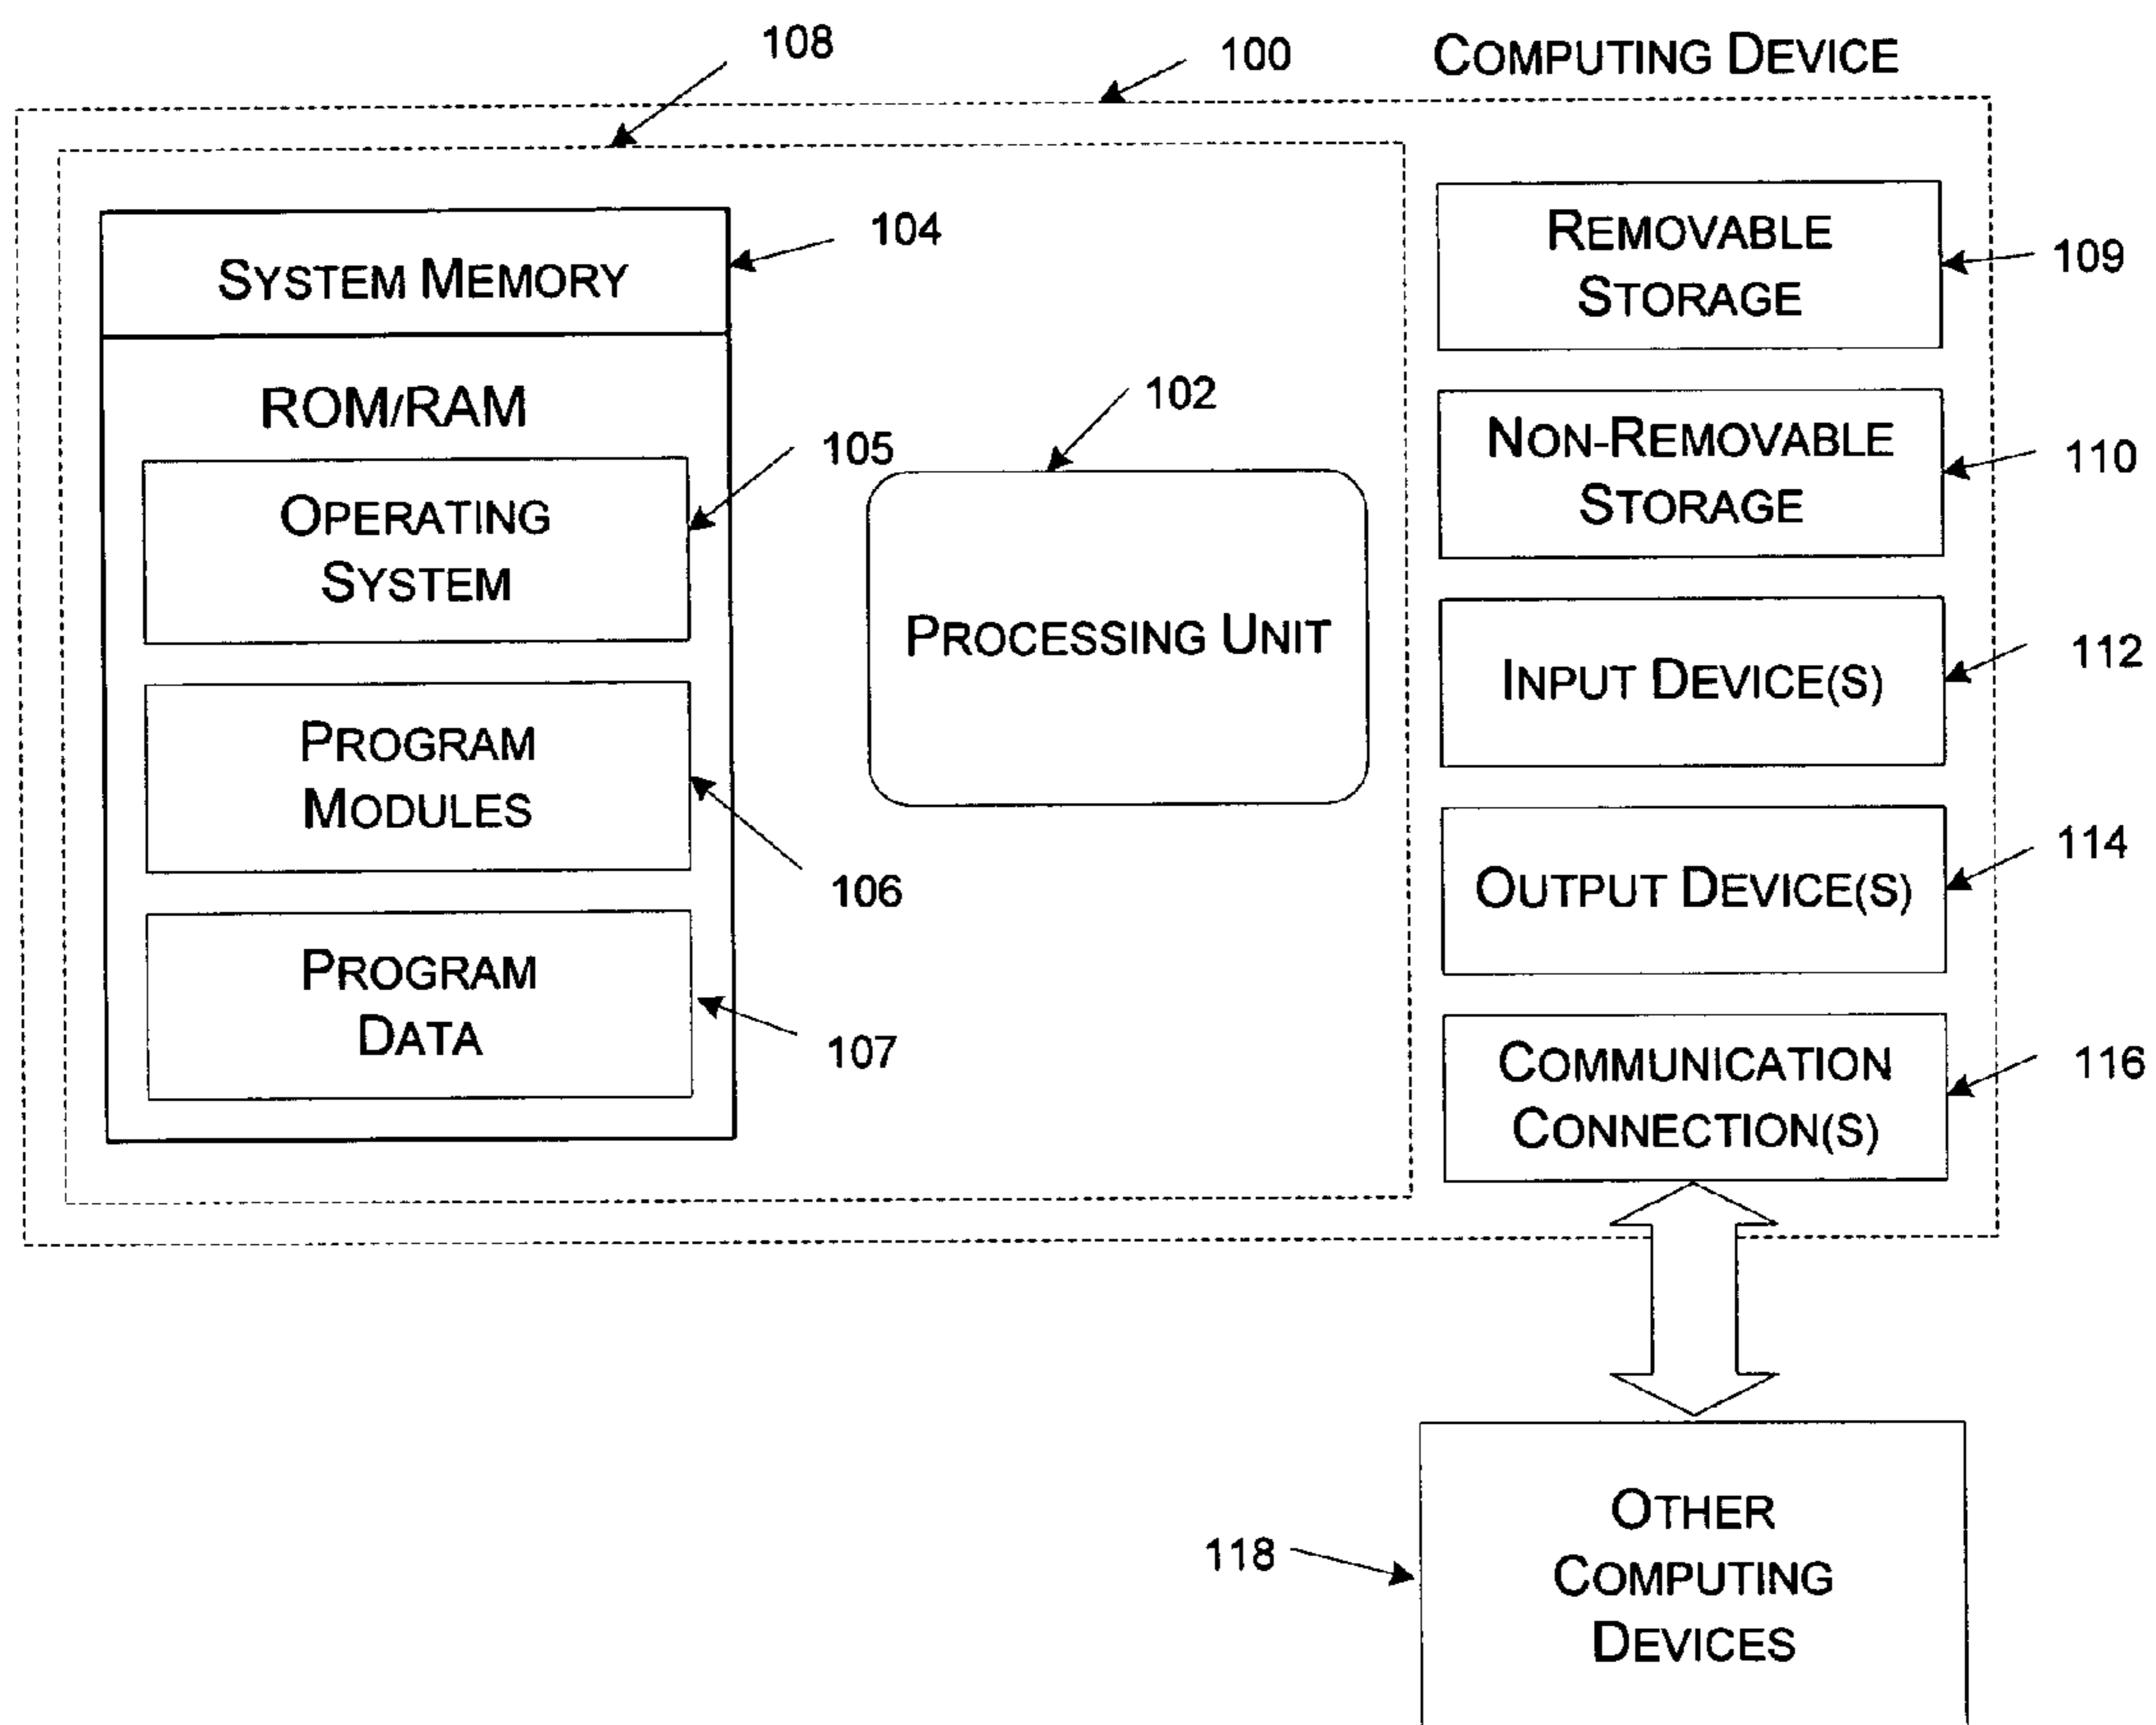 108
100
COMPUTING DEVICE
104
SYSTEM MEMORY
ROM/RAM
105
OPERATING
SYSTEM
PROGRAM
MODULES
106
PROGRAM
DATA
107
102
PROCESSING UNIT
REMOVABLE
STORAGE
109
NON-REMOVABLE
STORAGE
110
INPUT DEVICE(S)
112
OUTPUT DEVICE(S)
114
COMMUNICATION
CONNECTION(S)
116
118
OTHER
COMPUTING
DEVICES